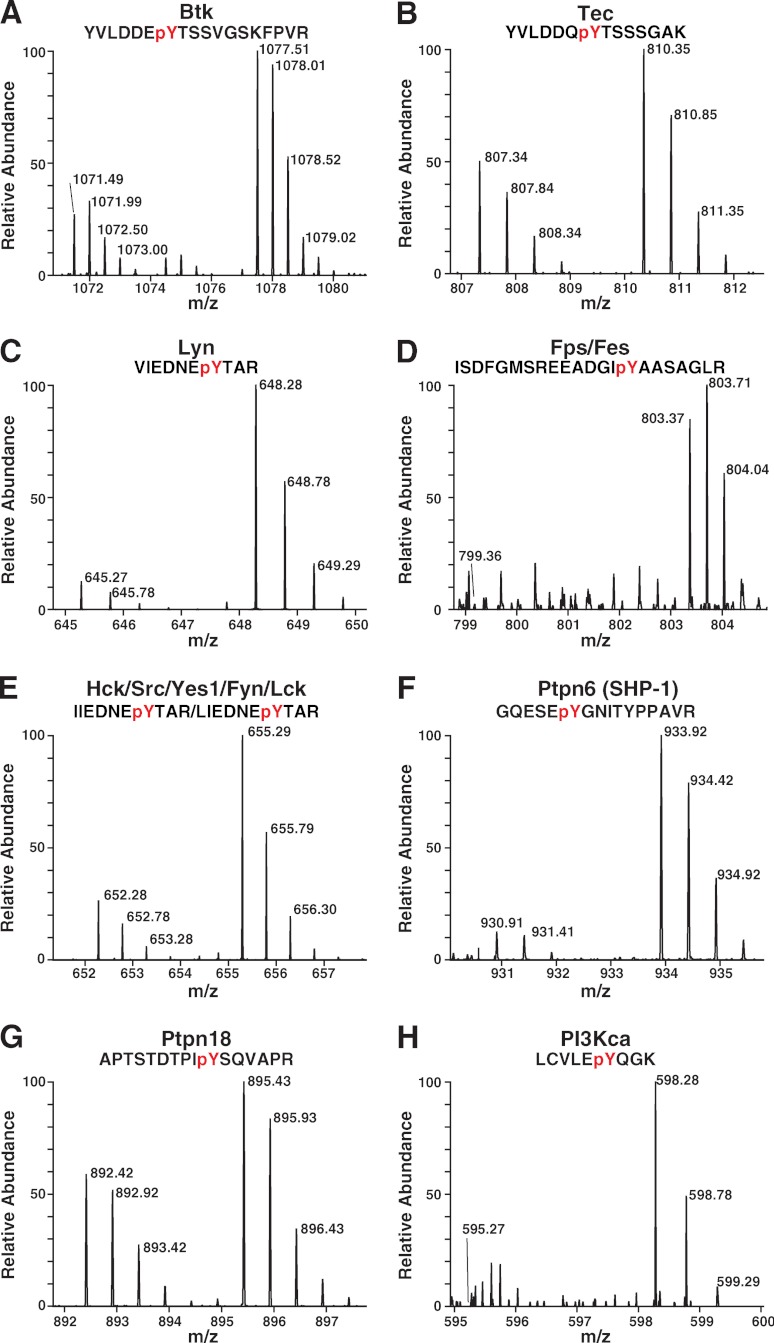 A
Btk
YVLDDEpYTSSVGSKFPVR
Relative Abundance
100
50
0
1071.49
1071.99
1072.50
1073.00
1077.51
1078.01
1078.52
1079.02
1072 1074 1076 1078 1080
m/z
B
Tec
YVLDDQpYTSSSGAK
Relative Abundance
100
50
0
807.34
807.84
808.34
810.35
810.85
811.35
807 808 809 810 811 812
m/z
C
Lyn
VIEDNEpYTAR
Relative Abundance
100
50
0
645.27
645.78
648.28
648.78
649.29
645 646 647 648 649 650
m/z
D
Fps/Fes
ISDFGMSREEADGIpYAASAGLR
Relative Abundance
100
50
0
799.36
803.37
803.71
804.04
799 800 801 802 803 804
m/z
E
Hck/Src/Yes1/Fyn/Lck
IIEDNEpYTAR/LIEDNEpYTAR
Relative Abundance
100
50
0
652.28
652.78
653.28
655.29
655.79
656.30
652 653 654 655 656 657
m/z
F
Ptpn6 (SHP-1)
GQESEpYGNITYPPAVR
Relative Abundance
100
50
0
930.91
931.41
933.92
934.42
934.92
931 932 933 934 935
m/z
G
Ptpn18
APTSTDTPIpYSQVAPR
Relative Abundance
100
50
0
892.42
892.92
893.42
895.43
895.93
896.43
892 893 894 895 896 897
m/z
H
PI3Kca
LCVLEpYQGK
Relative Abundance
100
50
0
595.27
598.28
598.78
599.29
595 596 597 598 599 600
m/z